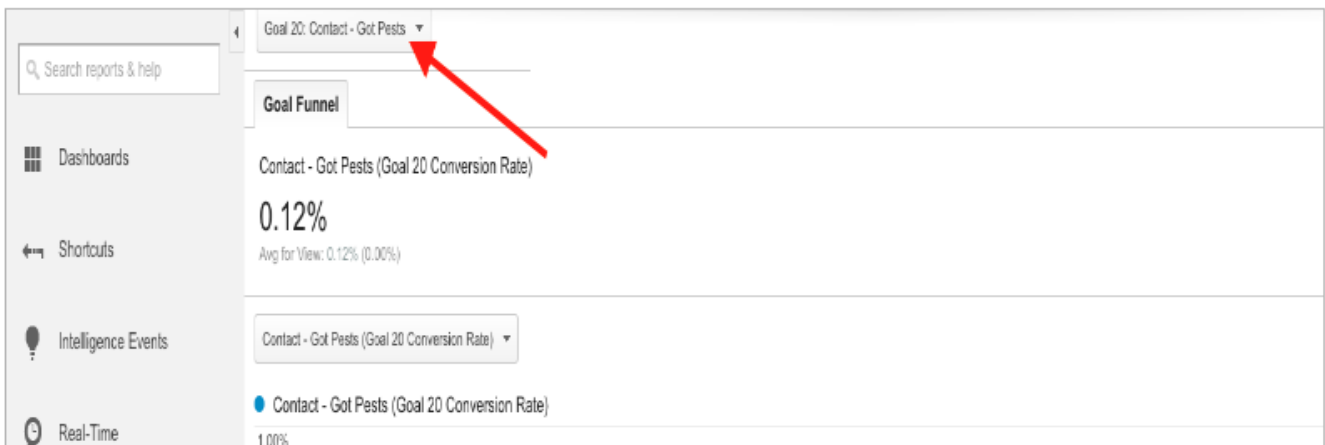 Goal 20: Contact - Got Pests
Search reports & help
Goal Funnel
Dashboards
Contact - Got Pests (Goal 20 Conversion Rate)
0.12%
Avg for View: 0.12% (0.00%)
Shortcuts
Intelligence Events
Contact - Got Pests (Goal 20 Conversion Rate)
Contact - Got Pests (Goal 20 Conversion Rate)
Real-Time
1.00%